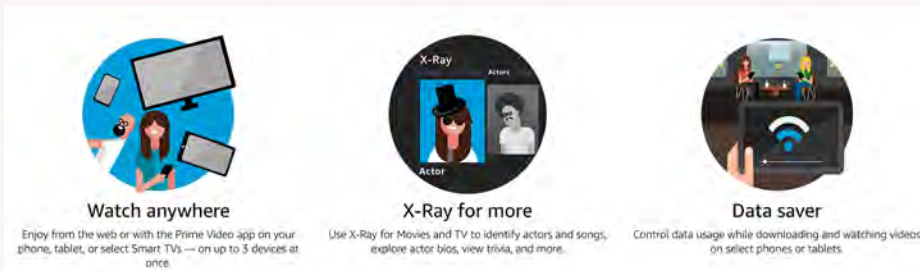 X-Ray
Actors
Actor
Watch anywhere
Enjoy from the web or with the Prime Video app on your
phone, tablet, or select Smart TVs — on up to 3 devices at
once.
X-Ray for more
Use X-Ray for Movies and TV to identify actors and songs,
explore actor bios, view trivia, and more.
Data saver
Control data usage while downloading and watching videos
on select phones or tablets.